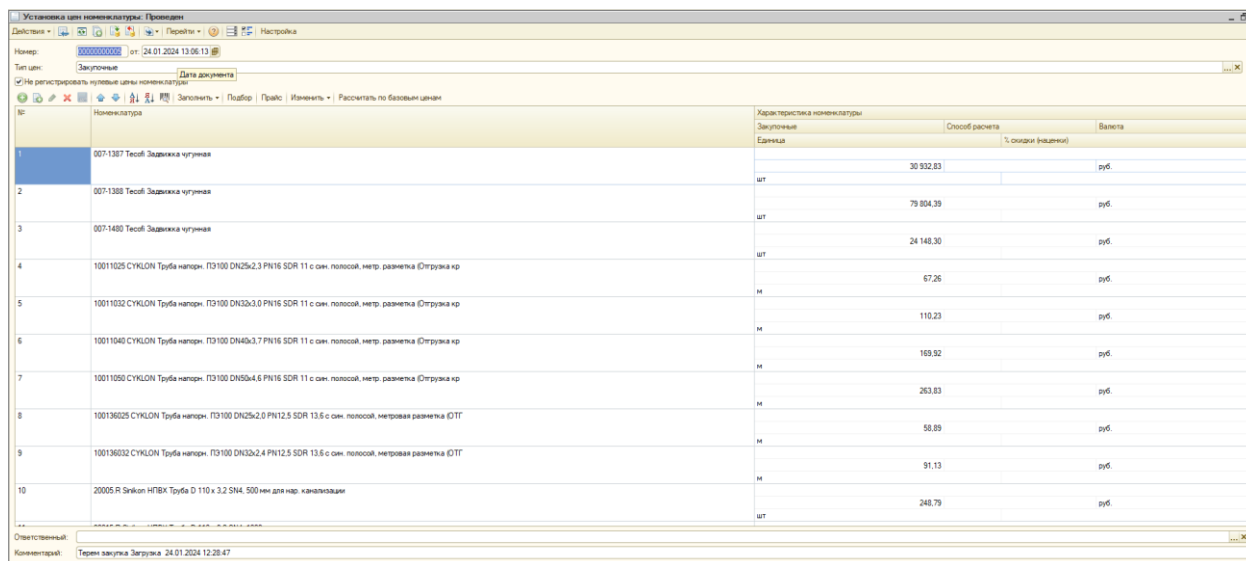 Установка цен номенклатуры: Проведен
Действия Перейти Настройка
Номер: 00000000005 от: 24.01.2024 13:06:13
Тип цен: Закупочные
Дата документа
Не регистрировать нулевые цены номенклатуры
Заполнить Подбор Прайс Изменить Рассчитать по базовым ценам
№ Номенклатура Характеристика номенклатуры
Закупочные Способ расчета Валюта
Единица % скидки (наценки)
1 007-1387 Tecofi Задвижка чугунная
30 932,83 руб.
шт
2 007-1388 Tecofi Задвижка чугунная
79 804,39 руб.
шт
3 007-1480 Tecofi Задвижка чугунная
24 148,30 руб.
шт
4 10011025 CYKLON Труба напорн. ПЭ100 DN25x2,3 PN16 SDR 11 с син. полосой, метр. разметка (Отгрузка кр
67,26 руб.
м
5 10011032 CYKLON Труба напорн. ПЭ100 DN32x3,0 PN16 SDR 11 с син. полосой, метр. разметка (Отгрузка кр
110,23 руб.
м
6 10011040 CYKLON Труба напорн. ПЭ100 DN40x3,7 PN16 SDR 11 с син. полосой, метр. разметка (Отгрузка кр
169,92 руб.
м
7 10011050 CYKLON Труба напорн. ПЭ100 DN50x4,6 PN16 SDR 11 с син. полосой, метр. разметка (Отгрузка кр
263,83 руб.
м
8 100136025 CYKLON Труба напорн. ПЭ100 DN25x2,0 PN12,5 SDR 13,6 с син. полосой, метровая разметка (ОТГ
58,89 руб.
м
9 100136032 CYKLON Труба напорн. ПЭ100 DN32x2,4 PN12,5 SDR 13,6 с син. полосой, метровая разметка (ОТГ
91,13 руб.
м
10 20005.R Sinikon НПВХ Труба D 110 x 3,2 SN4, 500 мм для нар. канализации
248,79 руб.
шт
Ответственный:
Комментарий: Терем закупка Загрузка 24.01.2024 12:28:47